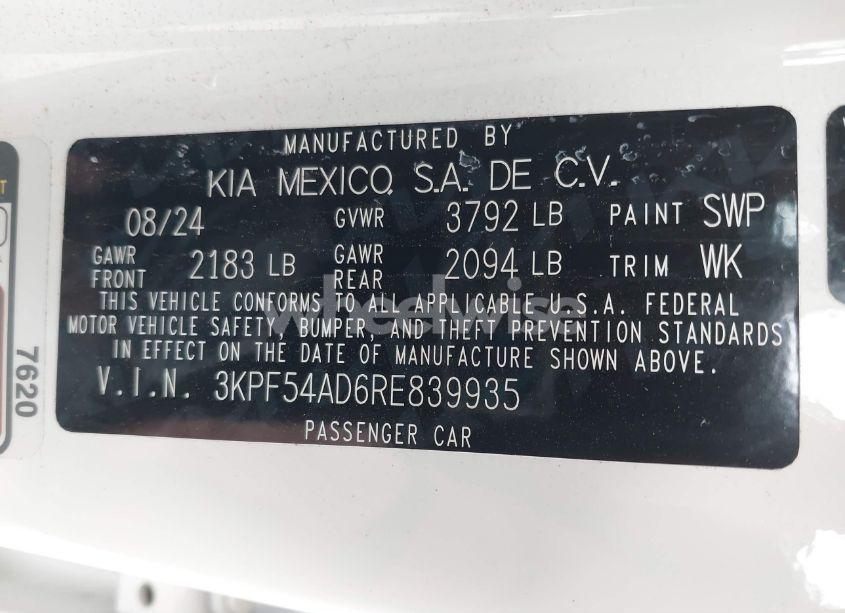 MANUFACTURED BY
KIA MEXICO, S.A. DE C.V.
08/24 GVWR 3792 LB PAINT SWP
GAWR FRONT 2183 LB GAWR REAR 2094 LB TRIM WK
THIS VEHICLE CONFORMS TO ALL APPLICABLE U.S.A. FEDERAL
MOTOR VEHICLE SAFETY, BUMPER, AND THEFT PREVENTION STANDARDS
IN EFFECT ON THE DATE OF MANUFACTURE SHOWN ABOVE.
V.I.N. 3KPF54AD6RE839935
PASSENGER CAR
7620
wheelwise